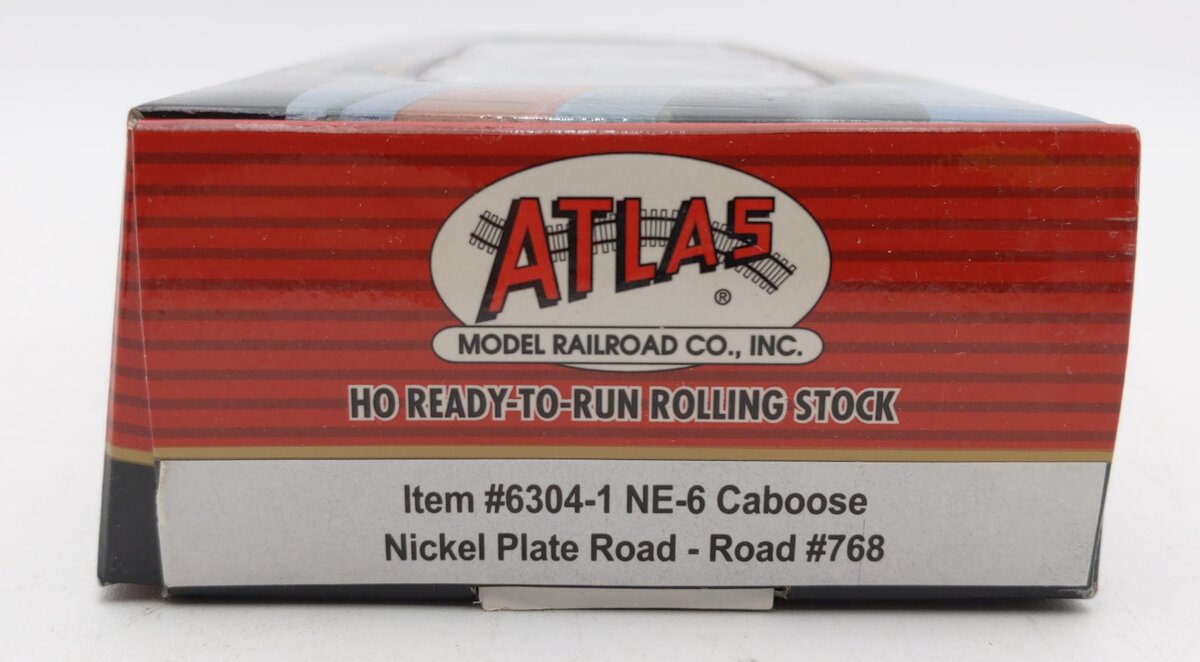 ATLAS
®
MODEL RAILROAD CO., INC.
HO READY-TO-RUN ROLLING STOCK
Item #6304-1 NE-6 Caboose
Nickel Plate Road - Road #768